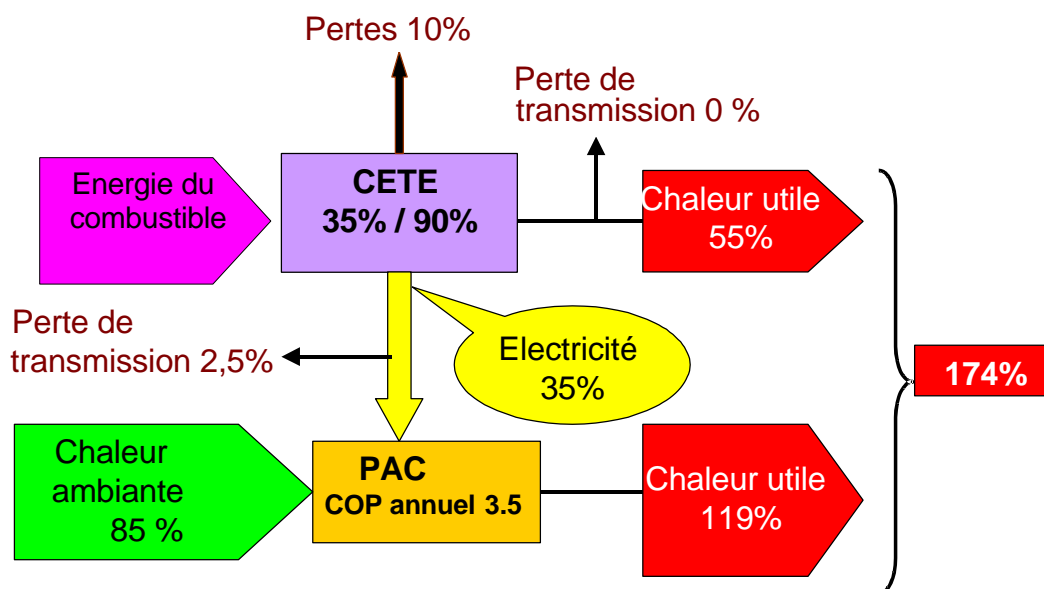 Pertes 10%
Perte de
transmission 0 %
Energie du
combustible
CETE
35% / 90%
Chaleur utile
55%
Perte de
transmission 2,5%
Electricité
35%
174%
Chaleur
ambiante
85 %
PAC
COP annuel 3.5
Chaleur utile
119%